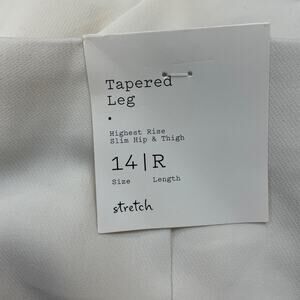 Tapered
Leg
Highest Rise
Slim Hip & Thigh
14|R
Size Length
stretch